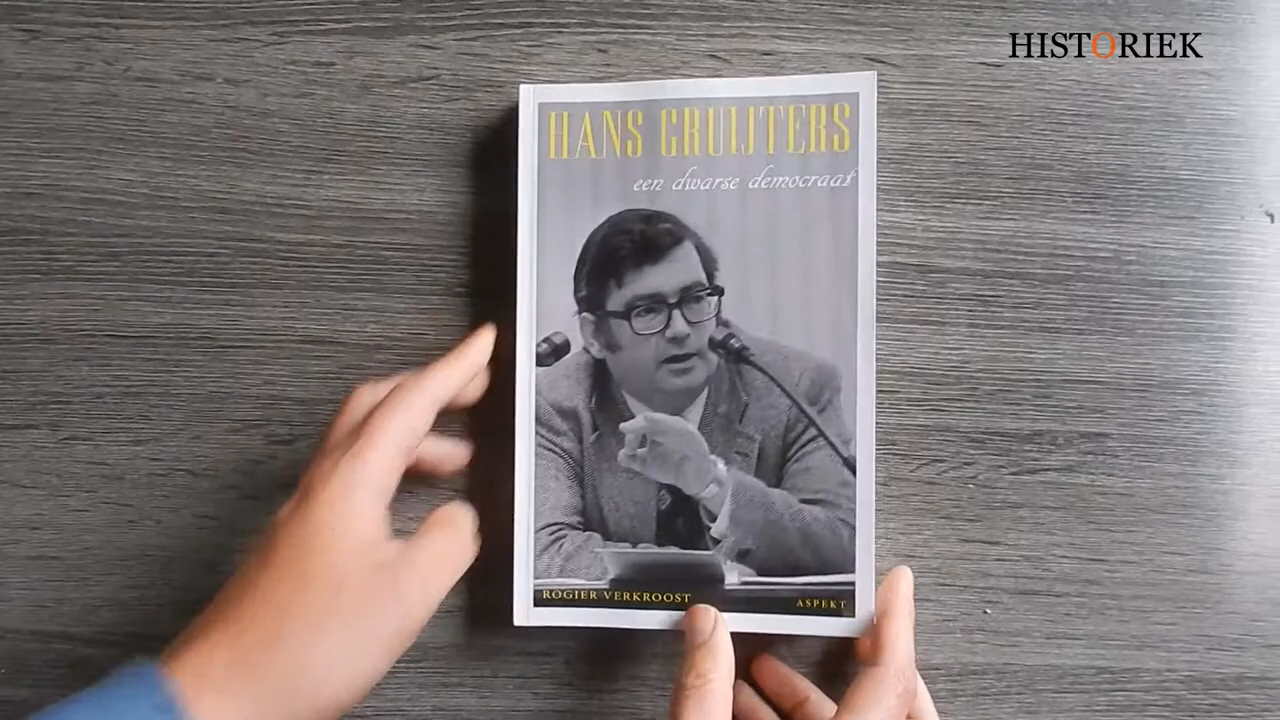 HISTORIEK
HANS GRUIJTERS
een dwarse democraat
ROGIER VERKROOST
ASPEKT